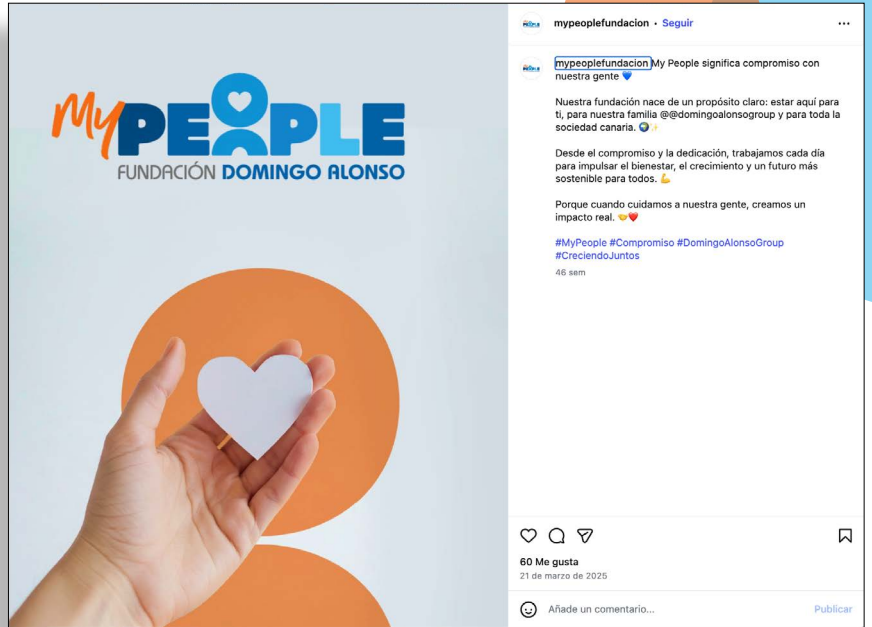 My PEOPLE
FUNDACIÓN DOMINGO ALONSO
mypeoplefundacion • Seguir
mypeoplefundacion My People significa compromiso con
nuestra gente 💙
Nuestra fundación nace de un propósito claro: estar aquí para
ti, para nuestra familia @@domingoalonsogroup y para toda la
sociedad canaria. 🌍✨
Desde el compromiso y la dedicación, trabajamos cada día
para impulsar el bienestar, el crecimiento y un futuro más
sostenible para todos. 💪
Porque cuando cuidamos a nuestra gente, creamos un
impacto real. 🤝❤️
#MyPeople #Compromiso #DomingoAlonsoGroup
#CreciendoJuntos
46 sem
60 Me gusta
21 de marzo de 2025
Añade un comentario...
Publicar